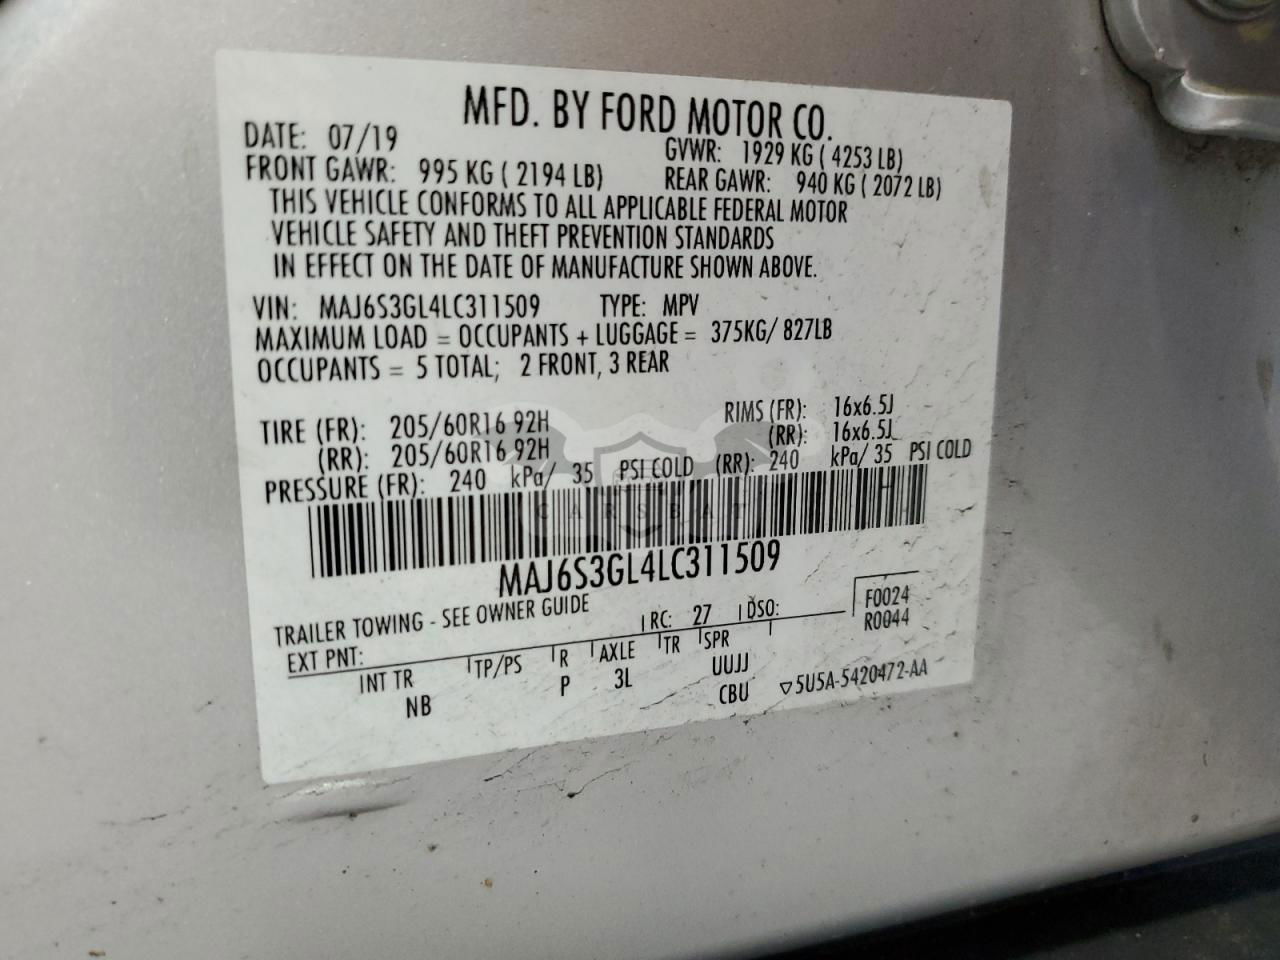 MFD. BY FORD MOTOR CO.
DATE: 07/19 GVWR: 1929 KG ( 4253 LB)
FRONT GAWR: 995 KG ( 2194 LB) REAR GAWR: 940 KG ( 2072 LB)
THIS VEHICLE CONFORMS TO ALL APPLICABLE FEDERAL MOTOR
VEHICLE SAFETY AND THEFT PREVENTION STANDARDS
IN EFFECT ON THE DATE OF MANUFACTURE SHOWN ABOVE.
VIN: MAJ6S3GL4LC311509 TYPE: MPV
MAXIMUM LOAD = OCCUPANTS + LUGGAGE = 375KG/ 827LB
OCCUPANTS = 5 TOTAL; 2 FRONT, 3 REAR
TIRE (FR): 205/60R16 92H RIMS (FR): 16x6.5J
(RR): 205/60R16 92H (RR): 16x6.5J
PRESSURE (FR): 240 kPa/ 35 PSI COLD (RR): 240 kPa/ 35 PSI COLD
H
CARSBAT
MAJ6S3GL4LC311509
TRAILER TOWING - SEE OWNER GUIDE
EXT PNT: RC: 27 DSO: F0024
R0044
INT TR TP/PS R AXLE TR SPR
NB P 3L UUJJ
CBU ▽5U5A-5420472-AA